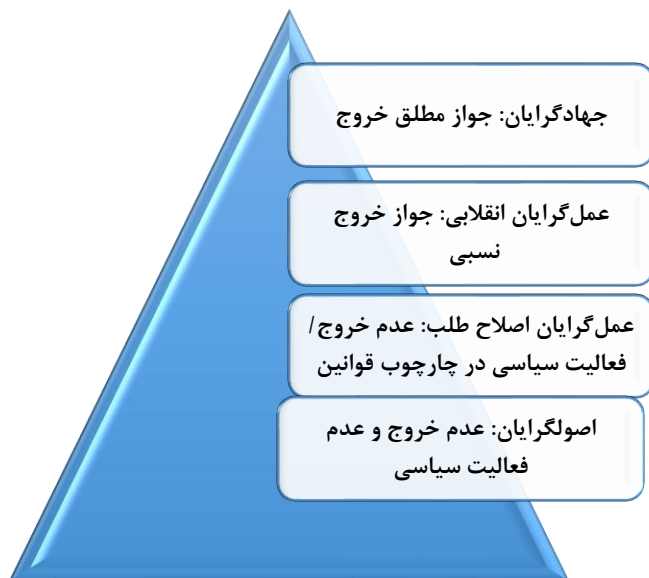 جهادگرایان: جواز مطلق خروج
عمل‌گرایان انقلابی: جواز خروج
نسبی
عمل‌گرایان اصلاح طلب: عدم خروج/
فعالیت سیاسی در چارچوب قوانین
اصولگرایان: عدم خروج و عدم
فعالیت سیاسی